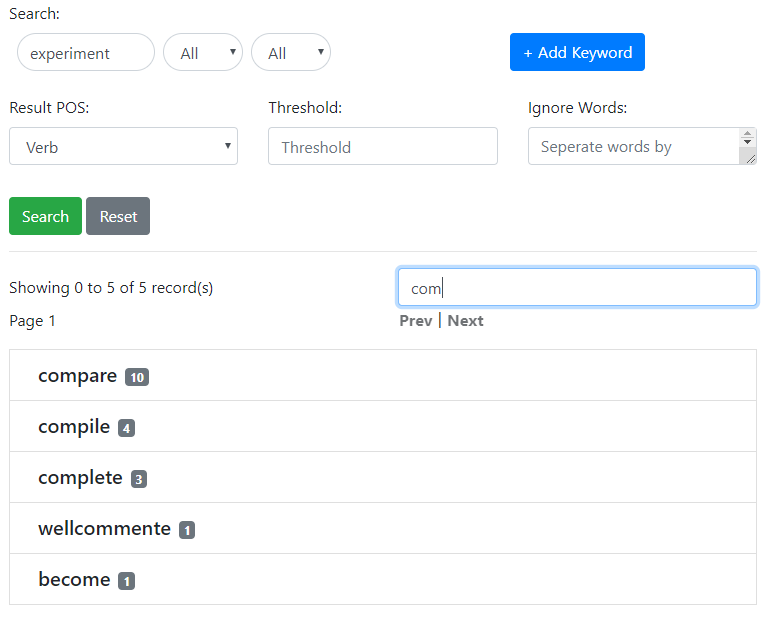 Search:
experiment All All + Add Keyword
Result POS: Threshold: Ignore Words:
Verb Threshold Seperate words by
Search Reset
Showing 0 to 5 of 5 record(s) com
Page 1 Prev | Next
compare 10
compile 4
complete 3
wellcommente 1
become 1